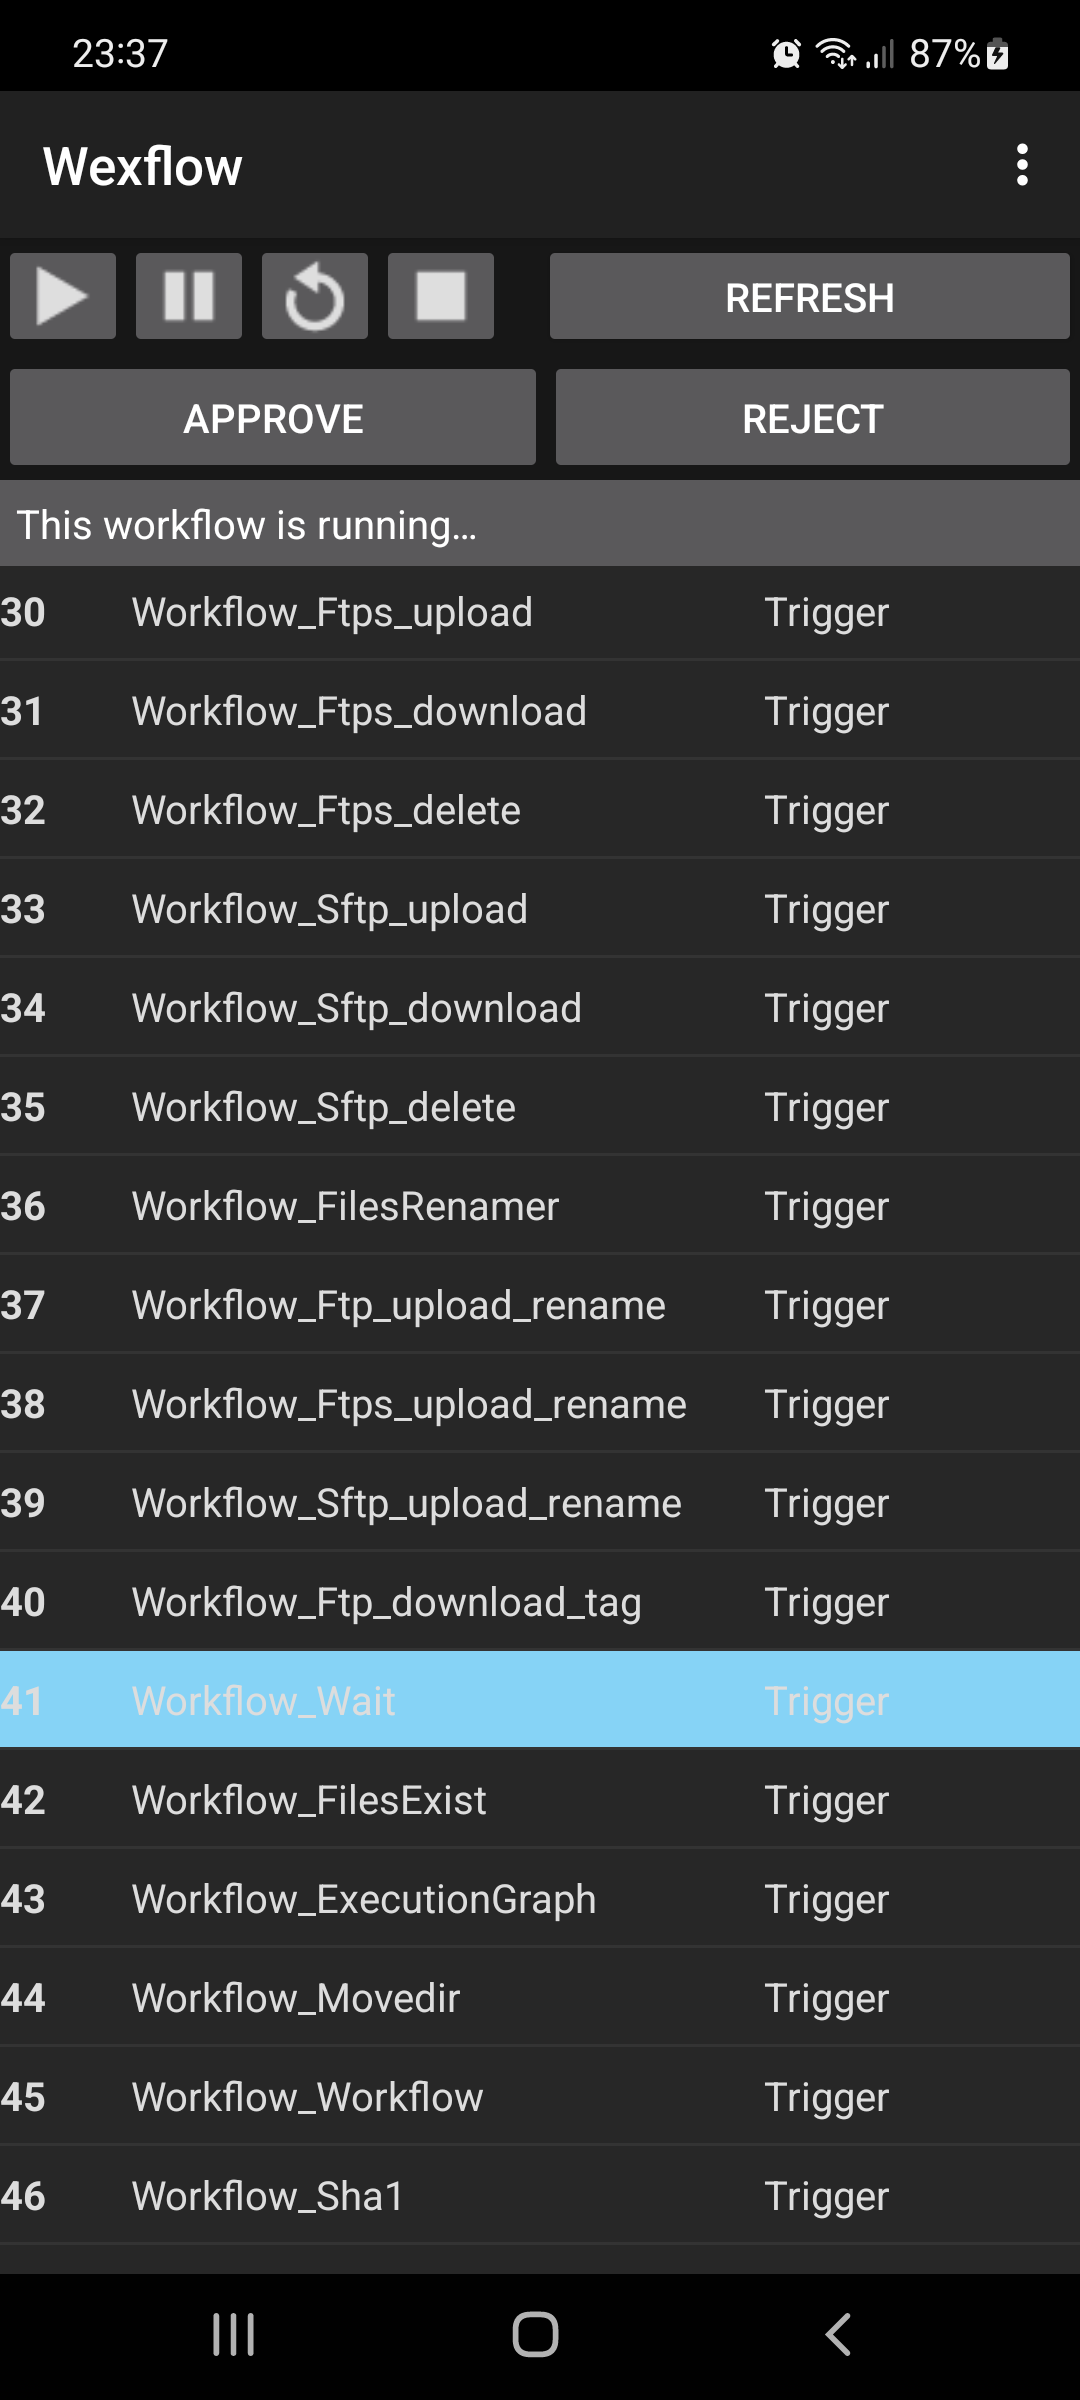 23:37 87%
Wexflow
REFRESH
APPROVE REJECT
This workflow is running...
30 Workflow_Ftps_upload Trigger
31 Workflow_Ftps_download Trigger
32 Workflow_Ftps_delete Trigger
33 Workflow_Sftp_upload Trigger
34 Workflow_Sftp_download Trigger
35 Workflow_Sftp_delete Trigger
36 Workflow_FilesRenamer Trigger
37 Workflow_Ftp_upload_rename Trigger
38 Workflow_Ftps_upload_rename Trigger
39 Workflow_Sftp_upload_rename Trigger
40 Workflow_Ftp_download_tag Trigger
41 Workflow_Wait Trigger
42 Workflow_FilesExist Trigger
43 Workflow_ExecutionGraph Trigger
44 Workflow_Movedir Trigger
45 Workflow_Workflow Trigger
46 Workflow_Sha1 Trigger